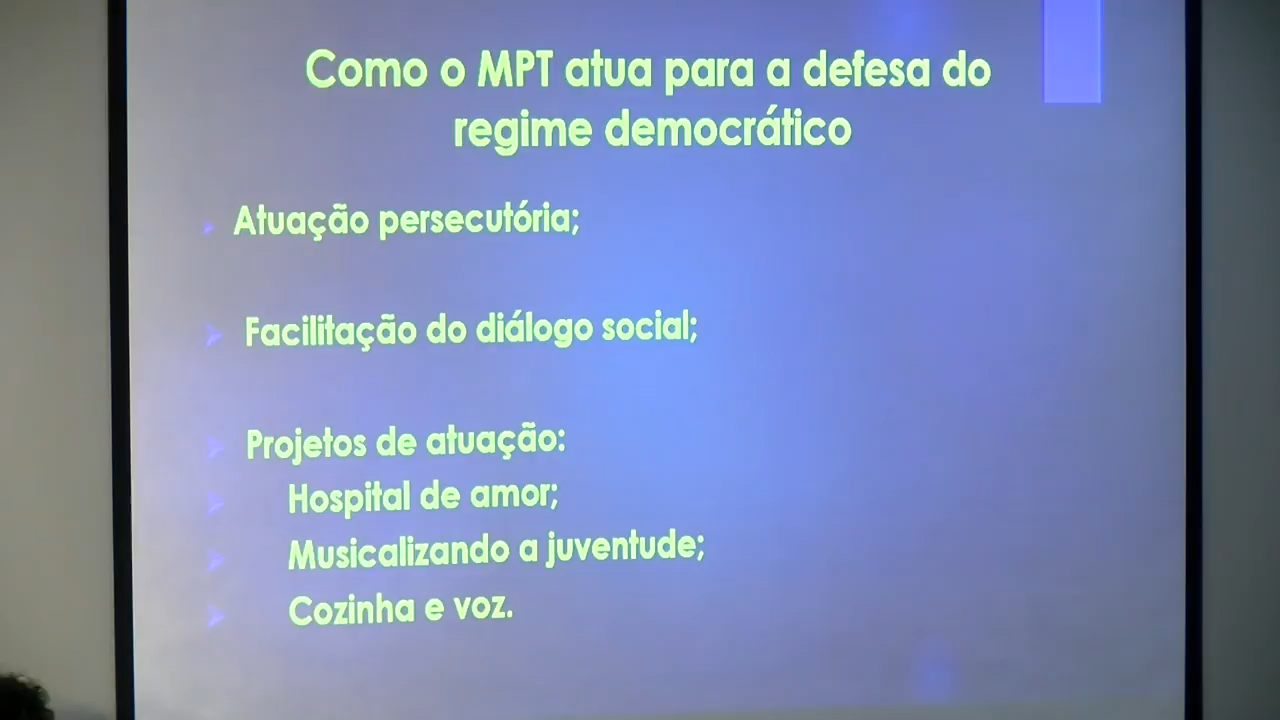 Como o MPT atua para a defesa do
regime democrático
Atuação persecutória;
Facilitação do diálogo social;
Projetos de atuação:
Hospital de amor;
Musicalizando a juventude;
Cozinha e voz.